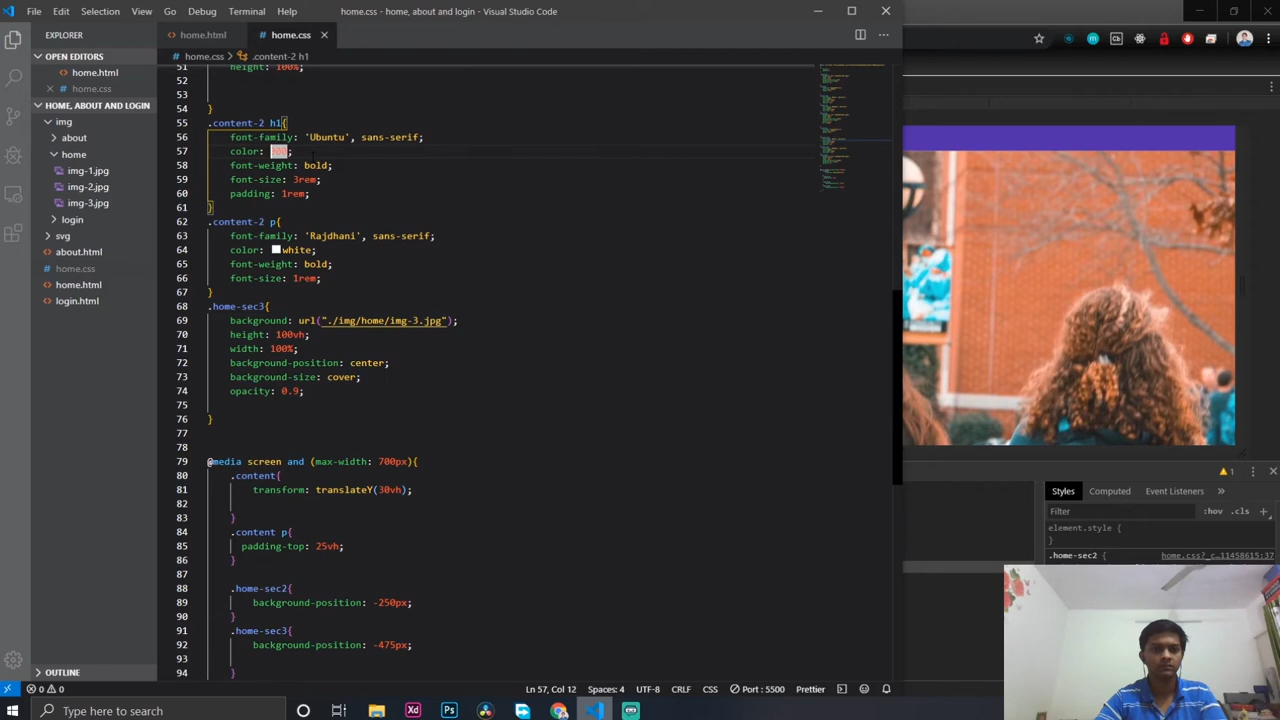 File Edit Selection View Go Debug Terminal Help home.css - home, about and login - Visual Studio Code
EXPLORER
home.html home.css
OPEN EDITORS
home.css > .content-2 h1
home.html
home.css
HOME, ABOUT AND LOGIN
img
about
home
img-1.jpg
img-2.jpg
img-3.jpg
login
svg
about.html
home.css
home.html
login.html
OUTLINE
51 height: 100%;
52
53
54 }
55 .content-2 h1{
56 font-family: 'Ubuntu', sans-serif;
57 color: ;
58 font-weight: bold;
59 font-size: 3rem;
60 padding: 1rem;
61 }
62 .content-2 p{
63 font-family: 'Rajdhani', sans-serif;
64 color: white;
65 font-weight: bold;
66 font-size: 1rem;
67 }
68 .home-sec3{
69 background: url("./img/home/img-3.jpg");
70 height: 100vh;
71 width: 100%;
72 background-position: center;
73 background-size: cover;
74 opacity: 0.9;
75
76 }
77
78
79 @media screen and (max-width: 700px){
80 .content{
81 transform: translateY(30vh);
82
83 }
84 .content p{
85 padding-top: 25vh;
86 }
87
88 .home-sec2{
89 background-position: -250px;
90 }
91 .home-sec3{
92 background-position: -475px;
93
94 }
1
Styles Computed Event Listeners »
Filter :hov .cls +
element.style {
}
.home-sec2 { home.css?_c…11458615:37
0 0 Ln 57, Col 12 Spaces: 4 UTF-8 CRLF CSS Port : 5500 Prettier
Type here to search